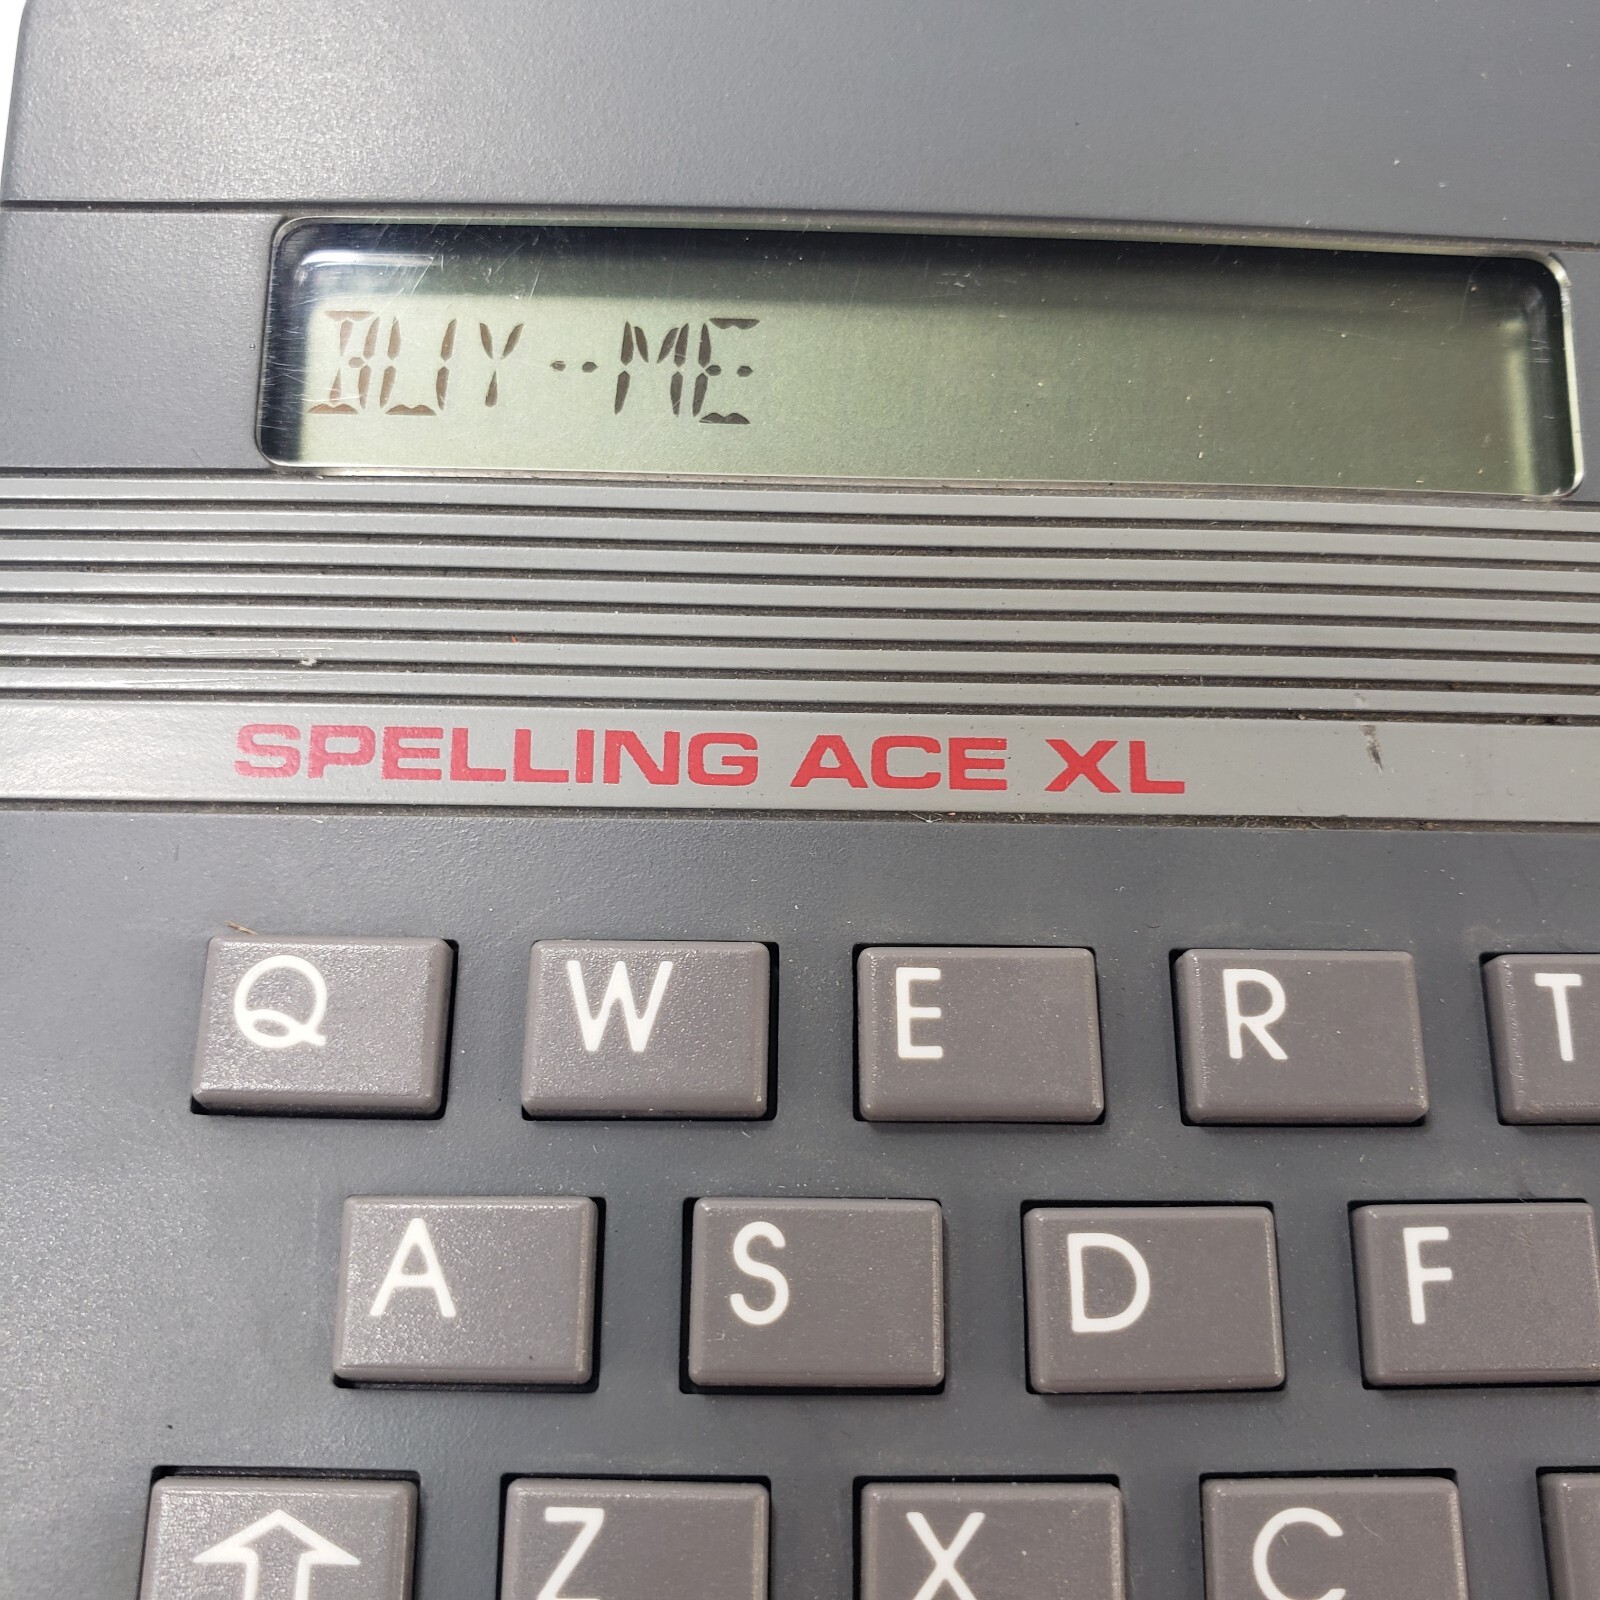 BUY-ME
SPELLING ACE XL
Q W E R T
A S D F
Z X C